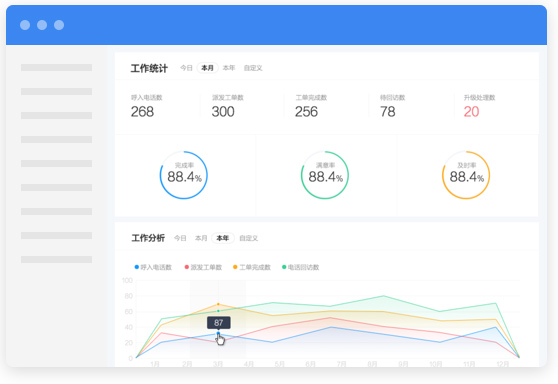 工作统计 今日 本月 本年 自定义
呼入电话数 派发工单数 工单完成数 待回访数 升级处理数
268 300 256 78 20
完成率 满意率 及时率
88.4% 88.4% 88.4%
工作分析 今日 本月 本年 自定义
呼入电话数 派发工单数 工单完成数 电话回访数
100
80
60
40
87
20
0
1月 2月 3月 4月 5月 6月 7月 8月 9月 10月 11月 12月